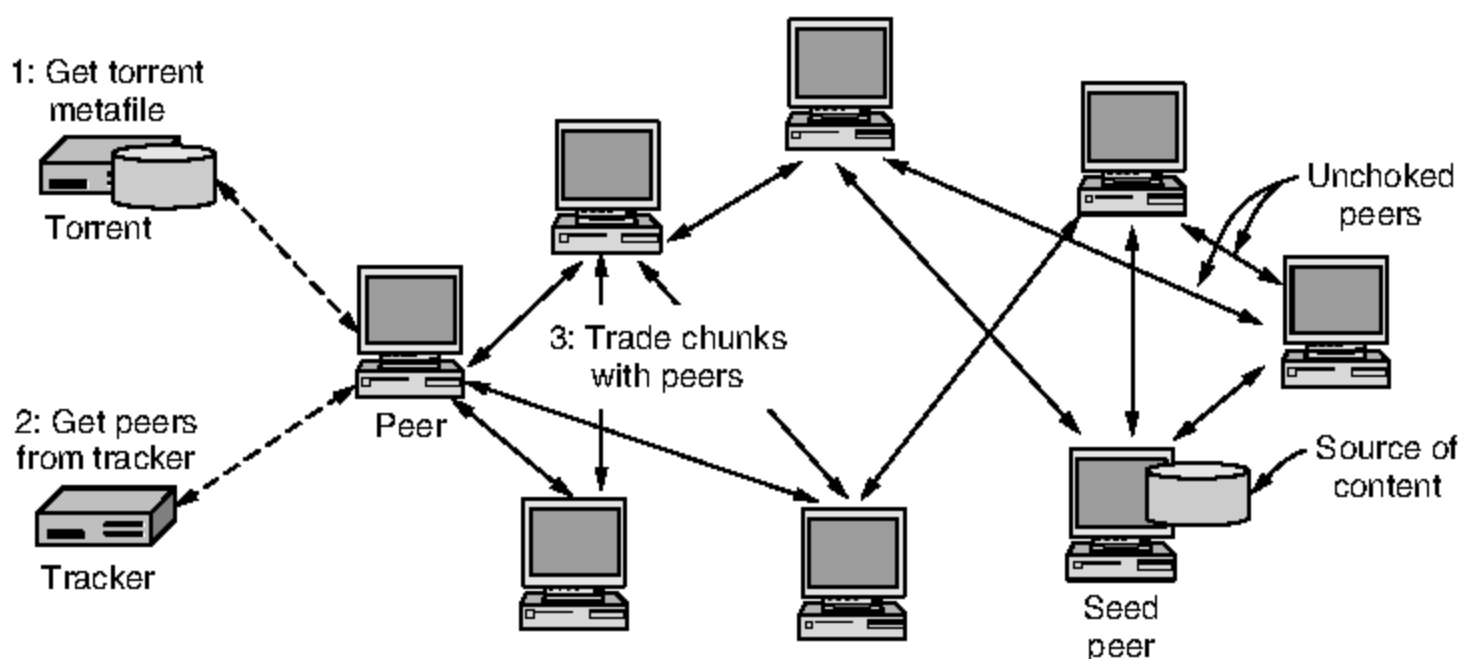 1: Get torrent
metafile
Torrent
Unchoked
peers
3: Trade chunks
with peers
Peer
2: Get peers
from tracker
Source of
content
Tracker
Seed
peer